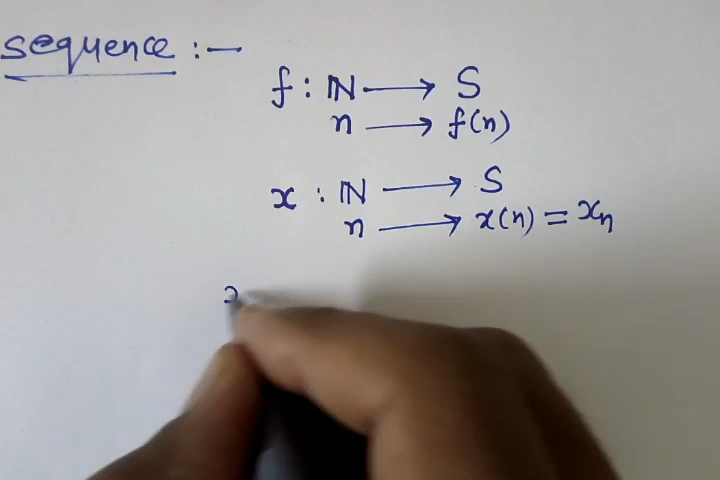 sequence :-
f : ℕ ⟶ S
n ⟶ f(n)
x : ℕ ⟶ S
n ⟶ x(n) = xₙ